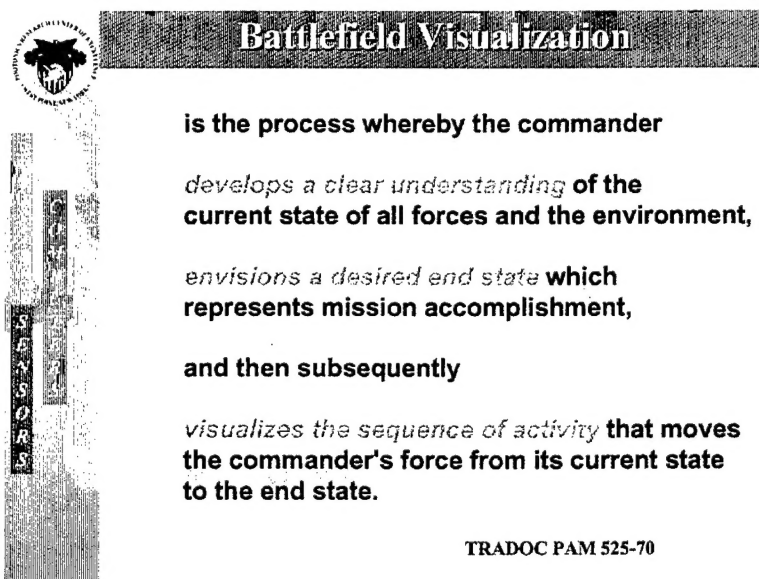 Battlefield Visualization
is the process whereby the commander
develops a clear understanding of the
current state of all forces and the environment,
envisions a desired end state which
represents mission accomplishment,
and then subsequently
visualizes the sequence of activity that moves
the commander's force from its current state
to the end state.
TRADOC PAM 525-70
SENSORS